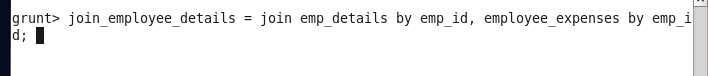 grunt> join_employee_details = join emp_details by emp_id, employee_expenses by emp_i
d;